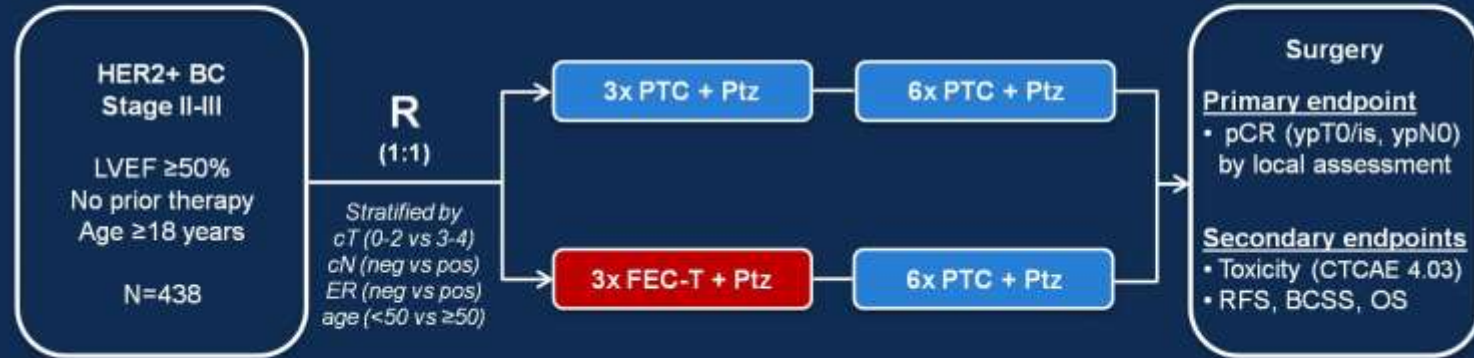 HER2+ BC
Stage II-III
LVEF ≥50%
No prior therapy
Age ≥18 years
N=438
R
(1:1)
Stratified by
cT (0-2 vs 3-4)
cN (neg vs pos)
ER (neg vs pos)
age (<50 vs ≥50)
3x PTC + Ptz
6x PTC + Ptz
3x FEC-T + Ptz
6x PTC + Ptz
Surgery
Primary endpoint
• pCR (ypT0/is, ypN0)
by local assessment
Secondary endpoints
• Toxicity (CTCAE 4.03)
• RFS, BCSS, OS